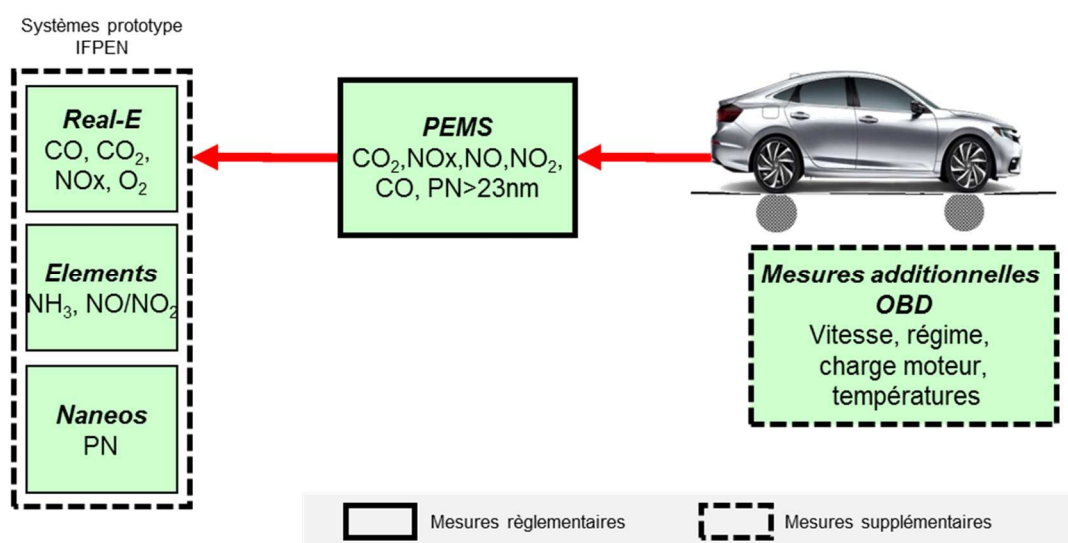 Systèmes prototype
IFPEN
Real-E
CO, CO₂,
NOx, O₂
Elements
NH₃, NO/NO₂
Naneos
PN
PEMS
CO₂,NOx,NO,NO₂,
CO, PN>23nm
Mesures additionnelles
OBD
Vitesse, régime,
charge moteur,
températures
Mesures règlementaires
Mesures supplémentaires